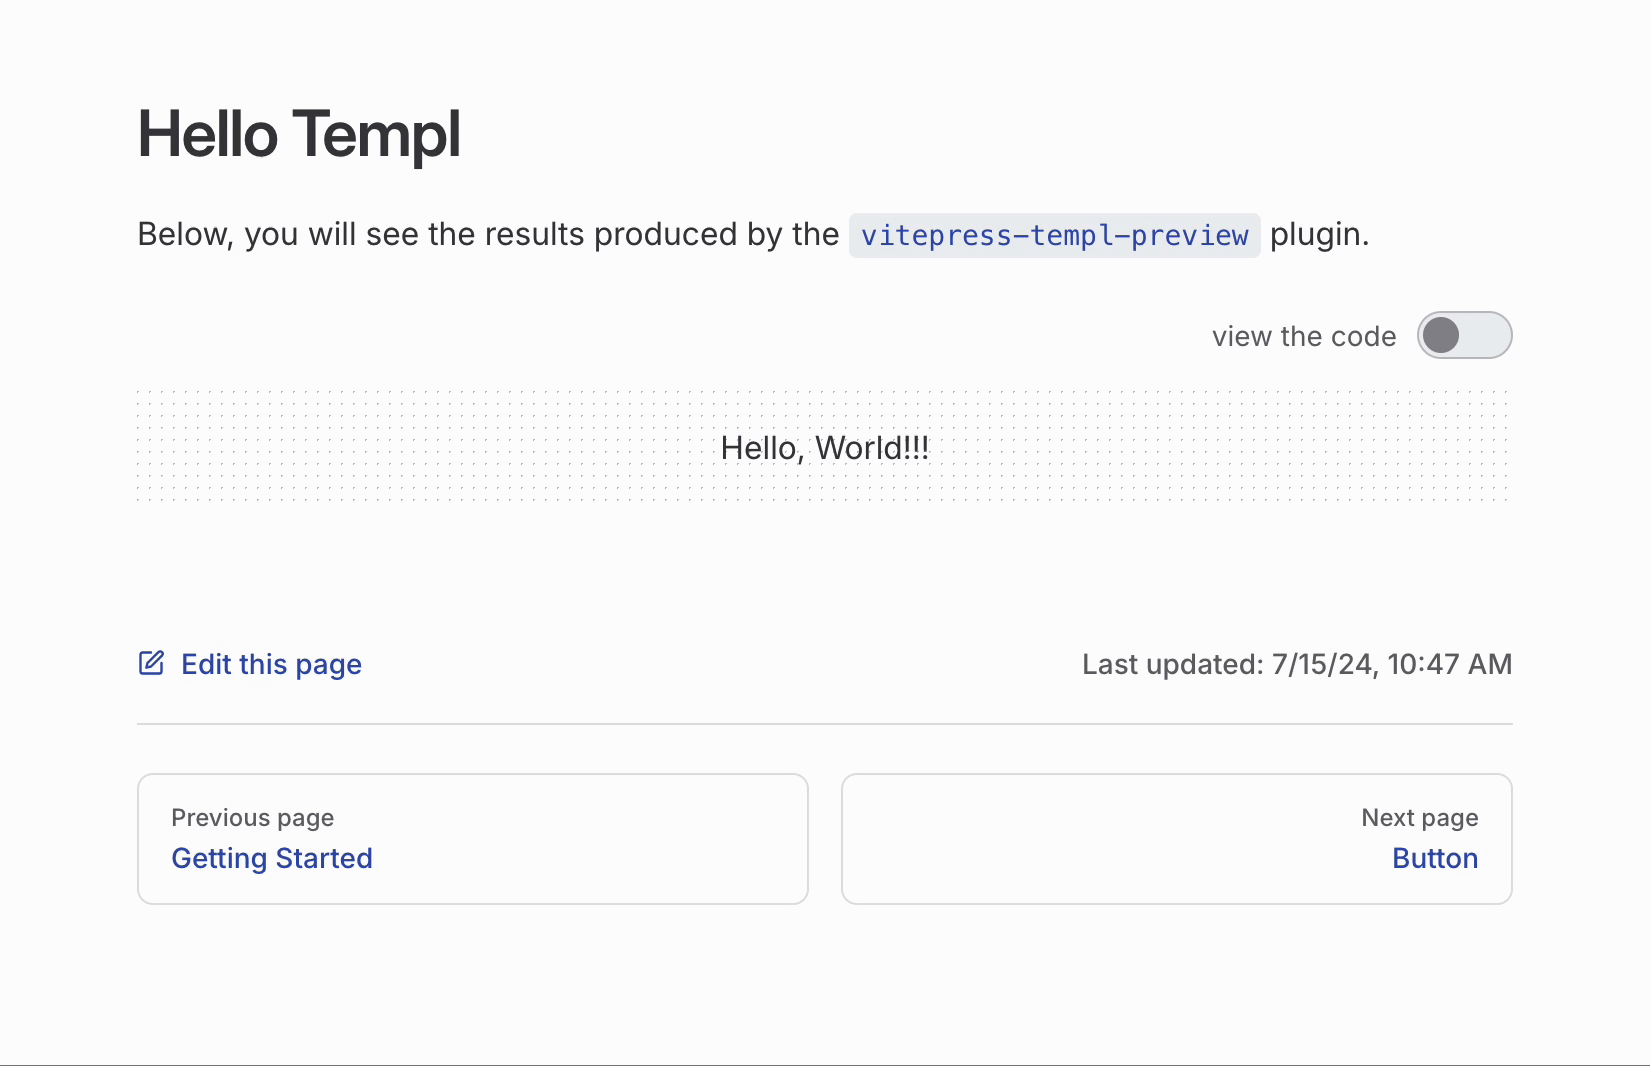 Hello Templ
Below, you will see the results produced by the vitepress-templ-preview plugin.
view the code
Hello, World!!!
Edit this page
Last updated: 7/15/24, 10:47 AM
Previous page
Getting Started
Next page
Button